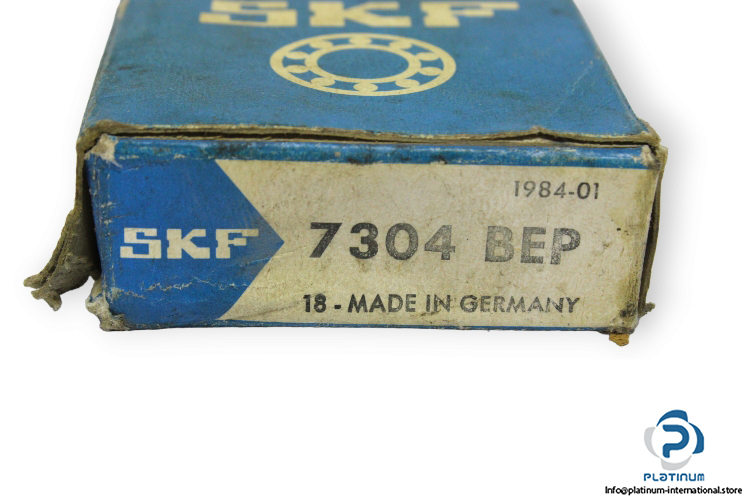 SKF
1984-01
SKF
7304 BEP
18 - MADE IN GERMANY
PLATINUM
Info@platinum-international.store